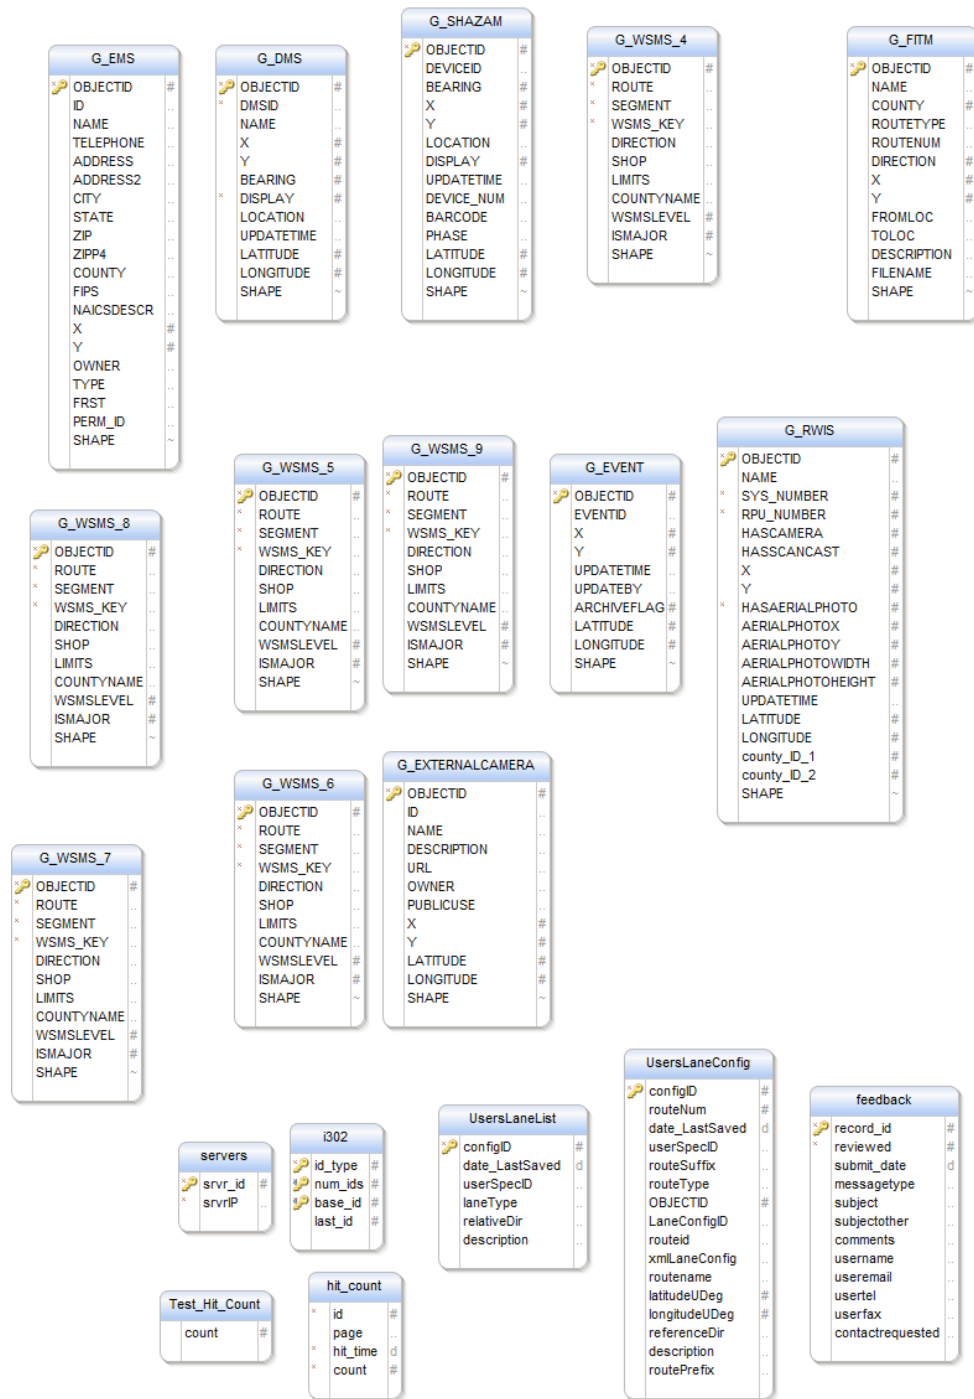 G_EMS
OBJECTID #
ID ..
NAME ..
TELEPHONE ..
ADDRESS ..
ADDRESS2 ..
CITY ..
STATE ..
ZIP ..
ZIPP4 ..
COUNTY ..
FIPS ..
NAICSDESCR ..
X #
Y #
OWNER ..
TYPE ..
FRST ..
PERM_ID ..
SHAPE ~
G_DMS
OBJECTID #
DMSID ..
NAME ..
X #
Y #
BEARING #
DISPLAY #
LOCATION ..
UPDATETIME ..
LATITUDE #
LONGITUDE #
SHAPE ~
G_SHAZAM
OBJECTID #
DEVICEID ..
BEARING #
X #
Y #
LOCATION ..
DISPLAY #
UPDATETIME ..
DEVICE_NUM ..
BARCODE ..
PHASE ..
LATITUDE #
LONGITUDE #
SHAPE ~
G_WSMS_4
OBJECTID #
ROUTE ..
SEGMENT ..
WSMS_KEY ..
DIRECTION ..
SHOP ..
LIMITS ..
COUNTYNAME ..
WSMSLEVEL #
ISMAJOR #
SHAPE ~
G_FITM
OBJECTID #
NAME ..
COUNTY #
ROUTETYPE ..
ROUTENUM ..
DIRECTION #
X #
Y #
FROMLOC ..
TOLOC ..
DESCRIPTION ..
FILENAME ..
SHAPE ~
G_WSMS_8
OBJECTID #
ROUTE ..
SEGMENT ..
WSMS_KEY ..
DIRECTION ..
SHOP ..
LIMITS ..
COUNTYNAME ..
WSMSLEVEL #
ISMAJOR #
SHAPE ~
G_WSMS_5
OBJECTID #
ROUTE ..
SEGMENT ..
WSMS_KEY ..
DIRECTION ..
SHOP ..
LIMITS ..
COUNTYNAME ..
WSMSLEVEL #
ISMAJOR #
SHAPE ~
G_WSMS_9
OBJECTID #
ROUTE ..
SEGMENT ..
WSMS_KEY ..
DIRECTION ..
SHOP ..
LIMITS ..
COUNTYNAME ..
WSMSLEVEL #
ISMAJOR #
SHAPE ~
G_EVENT
OBJECTID #
EVENTID ..
X #
Y #
UPDATETIME ..
UPDATEBY ..
ARCHIVEFLAG #
LATITUDE #
LONGITUDE #
SHAPE ~
G_RWIS
OBJECTID #
NAME ..
SYS_NUMBER #
RPU_NUMBER #
HASCAMERA #
HASSCANCAST #
X #
Y #
HASAERIALPHOTO #
AERIALPHOTOX #
AERIALPHOTOY #
AERIALPHOTOWIDTH #
AERIALPHOTOHEIGHT #
UPDATETIME ..
LATITUDE #
LONGITUDE #
county_ID_1 #
county_ID_2 #
SHAPE ~
G_WSMS_7
OBJECTID #
ROUTE ..
SEGMENT ..
WSMS_KEY ..
DIRECTION ..
SHOP ..
LIMITS ..
COUNTYNAME ..
WSMSLEVEL #
ISMAJOR #
SHAPE ~
G_WSMS_6
OBJECTID #
ROUTE ..
SEGMENT ..
WSMS_KEY ..
DIRECTION ..
SHOP ..
LIMITS ..
COUNTYNAME ..
WSMSLEVEL #
ISMAJOR #
SHAPE ~
G_EXTERNALCAMERA
OBJECTID #
ID ..
NAME ..
DESCRIPTION ..
URL ..
OWNER ..
PUBLICUSE ..
X #
Y #
LATITUDE #
LONGITUDE #
SHAPE ~
servers
srvr_id #
srvrIP ..
i302
id_type #
num_ids #
base_id #
last_id #
UsersLaneList
configID #
date_LastSaved d
userSpecID ..
laneType ..
relativeDir ..
description ..
UsersLaneConfig
configID #
routeNum #
date_LastSaved d
userSpecID ..
routeSuffix ..
routeType ..
OBJECTID #
LaneConfigID ..
routeid ..
xmlLaneConfig ..
routename ..
latitudeUDeg #
longitudeUDeg #
referenceDir ..
description ..
routePrefix ..
feedback
record_id #
reviewed #
submit_date d
messagetype ..
subject ..
subjectother ..
comments ..
username ..
useremail ..
usertel ..
userfax ..
contactrequested ..
Test_Hit_Count
count #
hit_count
id #
page ..
hit_time d
count #